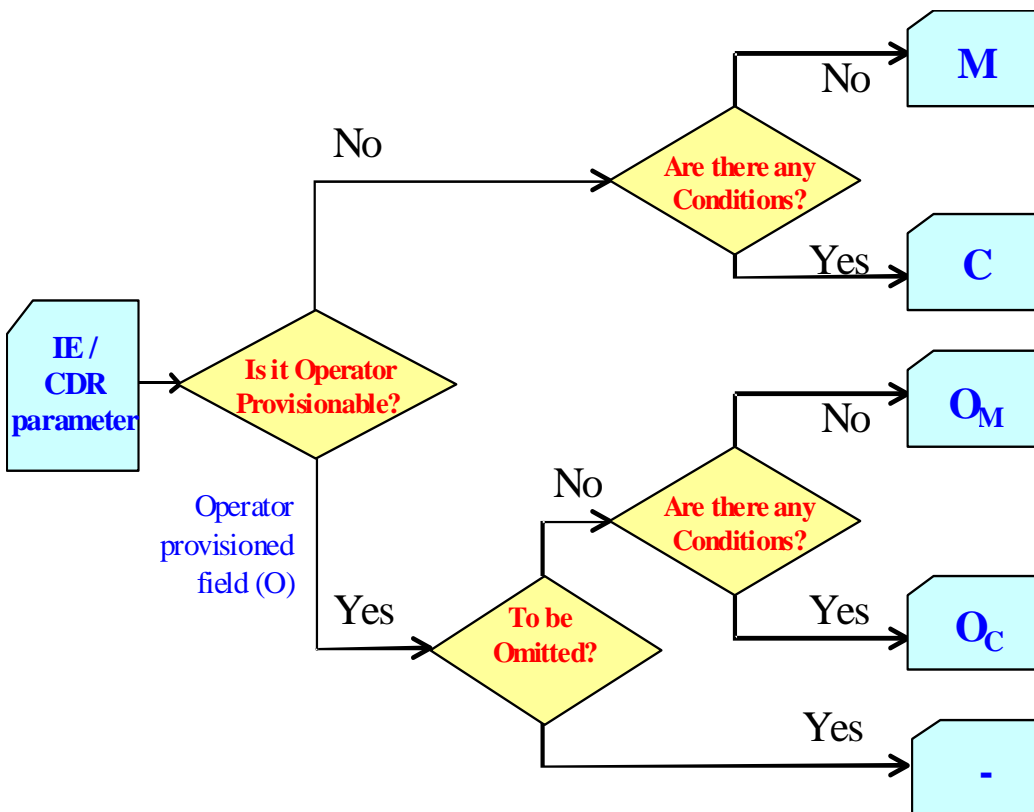 IE /
CDR
parameter
Is it Operator
Provisionable?
No
Are there any
Conditions?
No
M
Yes
C
Operator
provisioned
field (O)
Yes
To be
Omitted?
No
Are there any
Conditions?
No
OM
Yes
OC
Yes
-